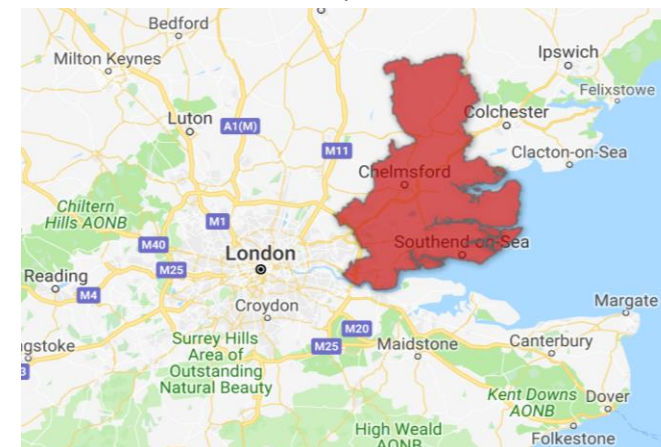 Bedford
Milton Keynes
Ipswich
Felixstowe
Luton
A1(M)
Colchester
M11
Clacton-on-Sea
Chelmsford
Chiltern
Hills AONB
M1
M40
London
Southend-on-Sea
Reading
M25
M4
Croydon
Margate
M20
gstoke
Surrey Hills
Area of
Outstanding
Natural Beauty
M25
Maidstone
Canterbury
3
Kent Downs
AONB
Dover
High Weald
AONB
Folkestone